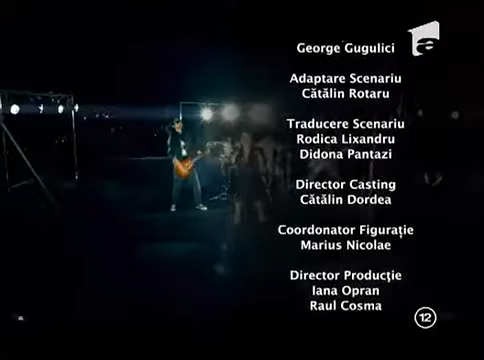 George Gugulici
a
Adaptare Scenariu
Cătălin Rotaru
Traducere Scenariu
Rodica Lixandru
Didona Pantazi
Director Casting
Cătălin Dordea
Coordonator Figurație
Marius Nicolae
Director Producție
Iana Opran
Raul Cosma
12